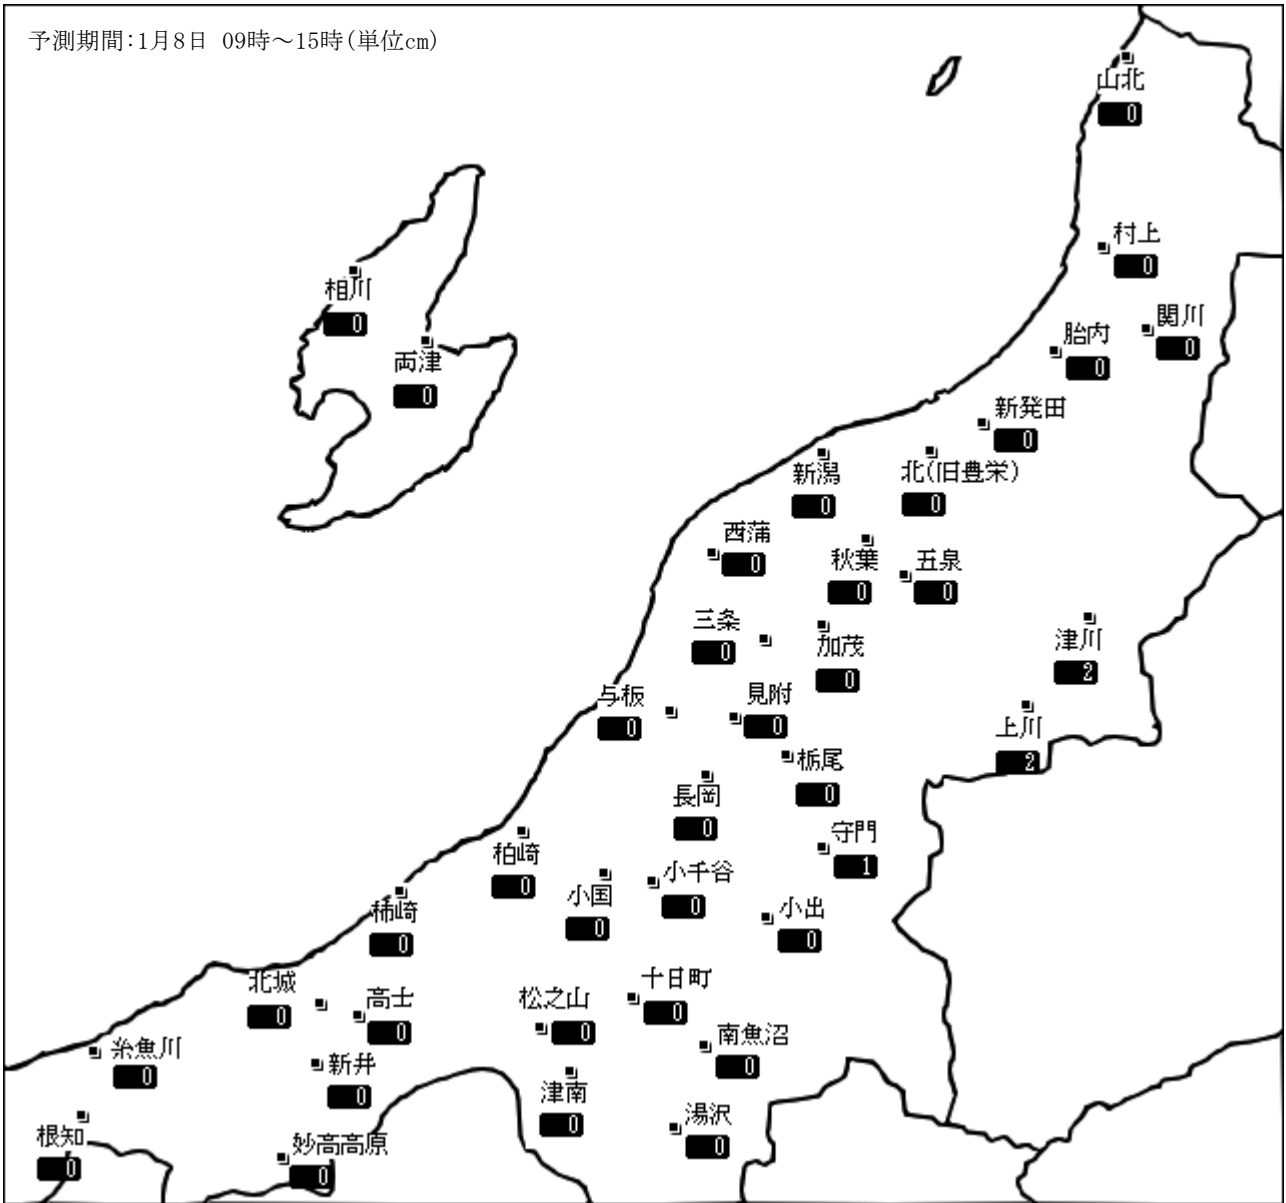 予測期間:1月8日 09時～15時(単位cm)
山北
0
村上
0
相川
0
関川
0
胎内
0
両津
0
新発田
0
新潟
0
北(旧豊栄)
0
西蒲
0
秋葉
0
五泉
0
三条
0
加茂
0
津川
2
与板
0
見附
0
上川
2
栃尾
0
長岡
0
守門
1
柏崎
0
小千谷
0
小国
0
小出
0
柿崎
0
北城
0
高士
0
松之山
0
十日町
0
南魚沼
0
糸魚川
0
新井
0
津南
0
湯沢
0
根知
0
妙高高原
0